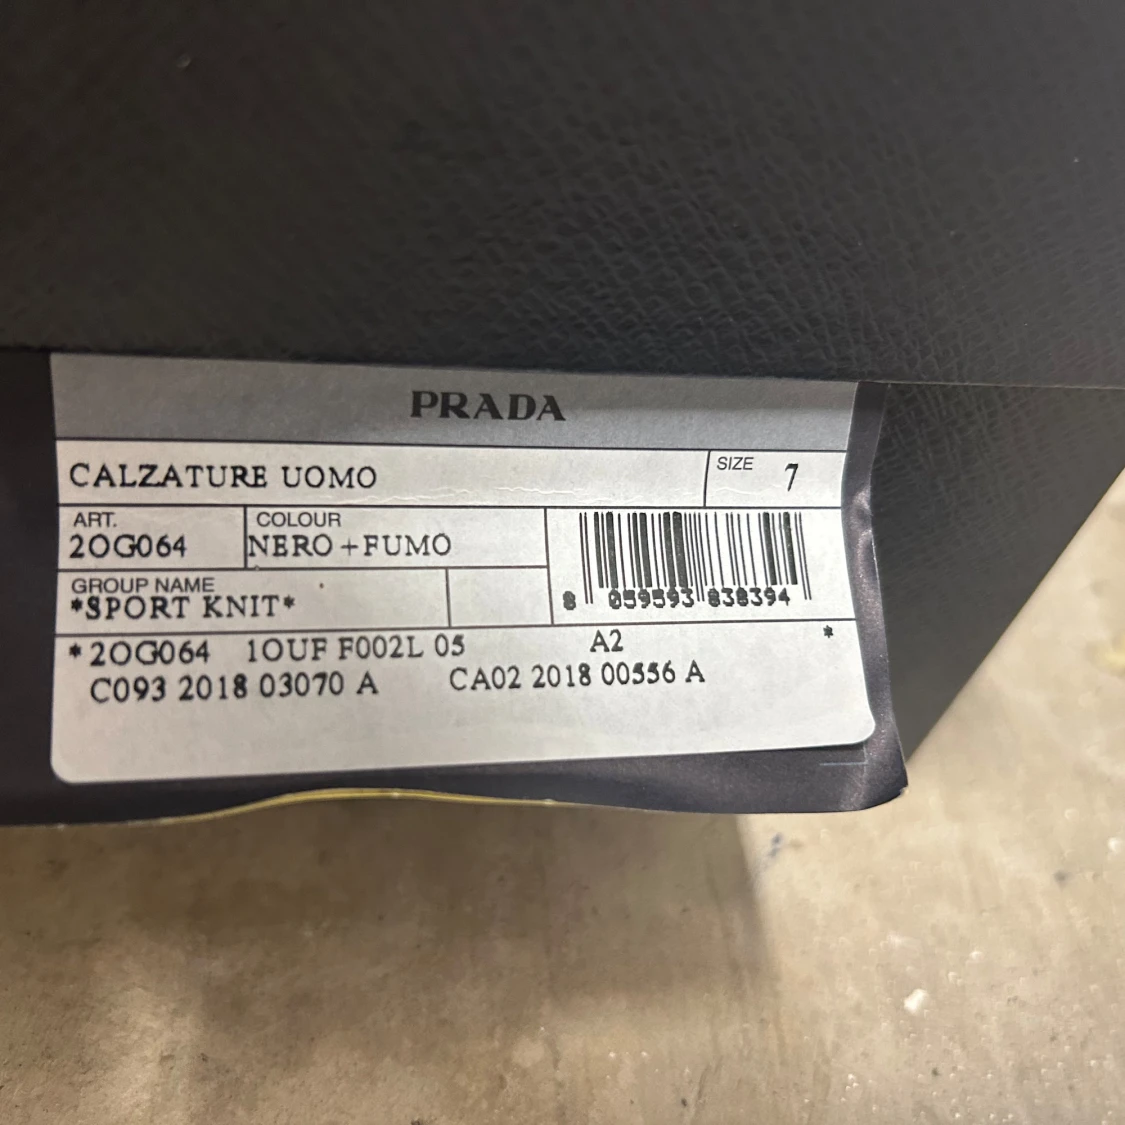 PRADA
CALZATURE UOMO
SIZE 7
ART.
2OG064
COLOUR
NERO+FUMO
GROUP NAME
*SPORT KNIT*
8 059593 838394
*2OG064 1OUF F002L 05 A2 *
C093 2018 03070 A CA02 2018 00556 A